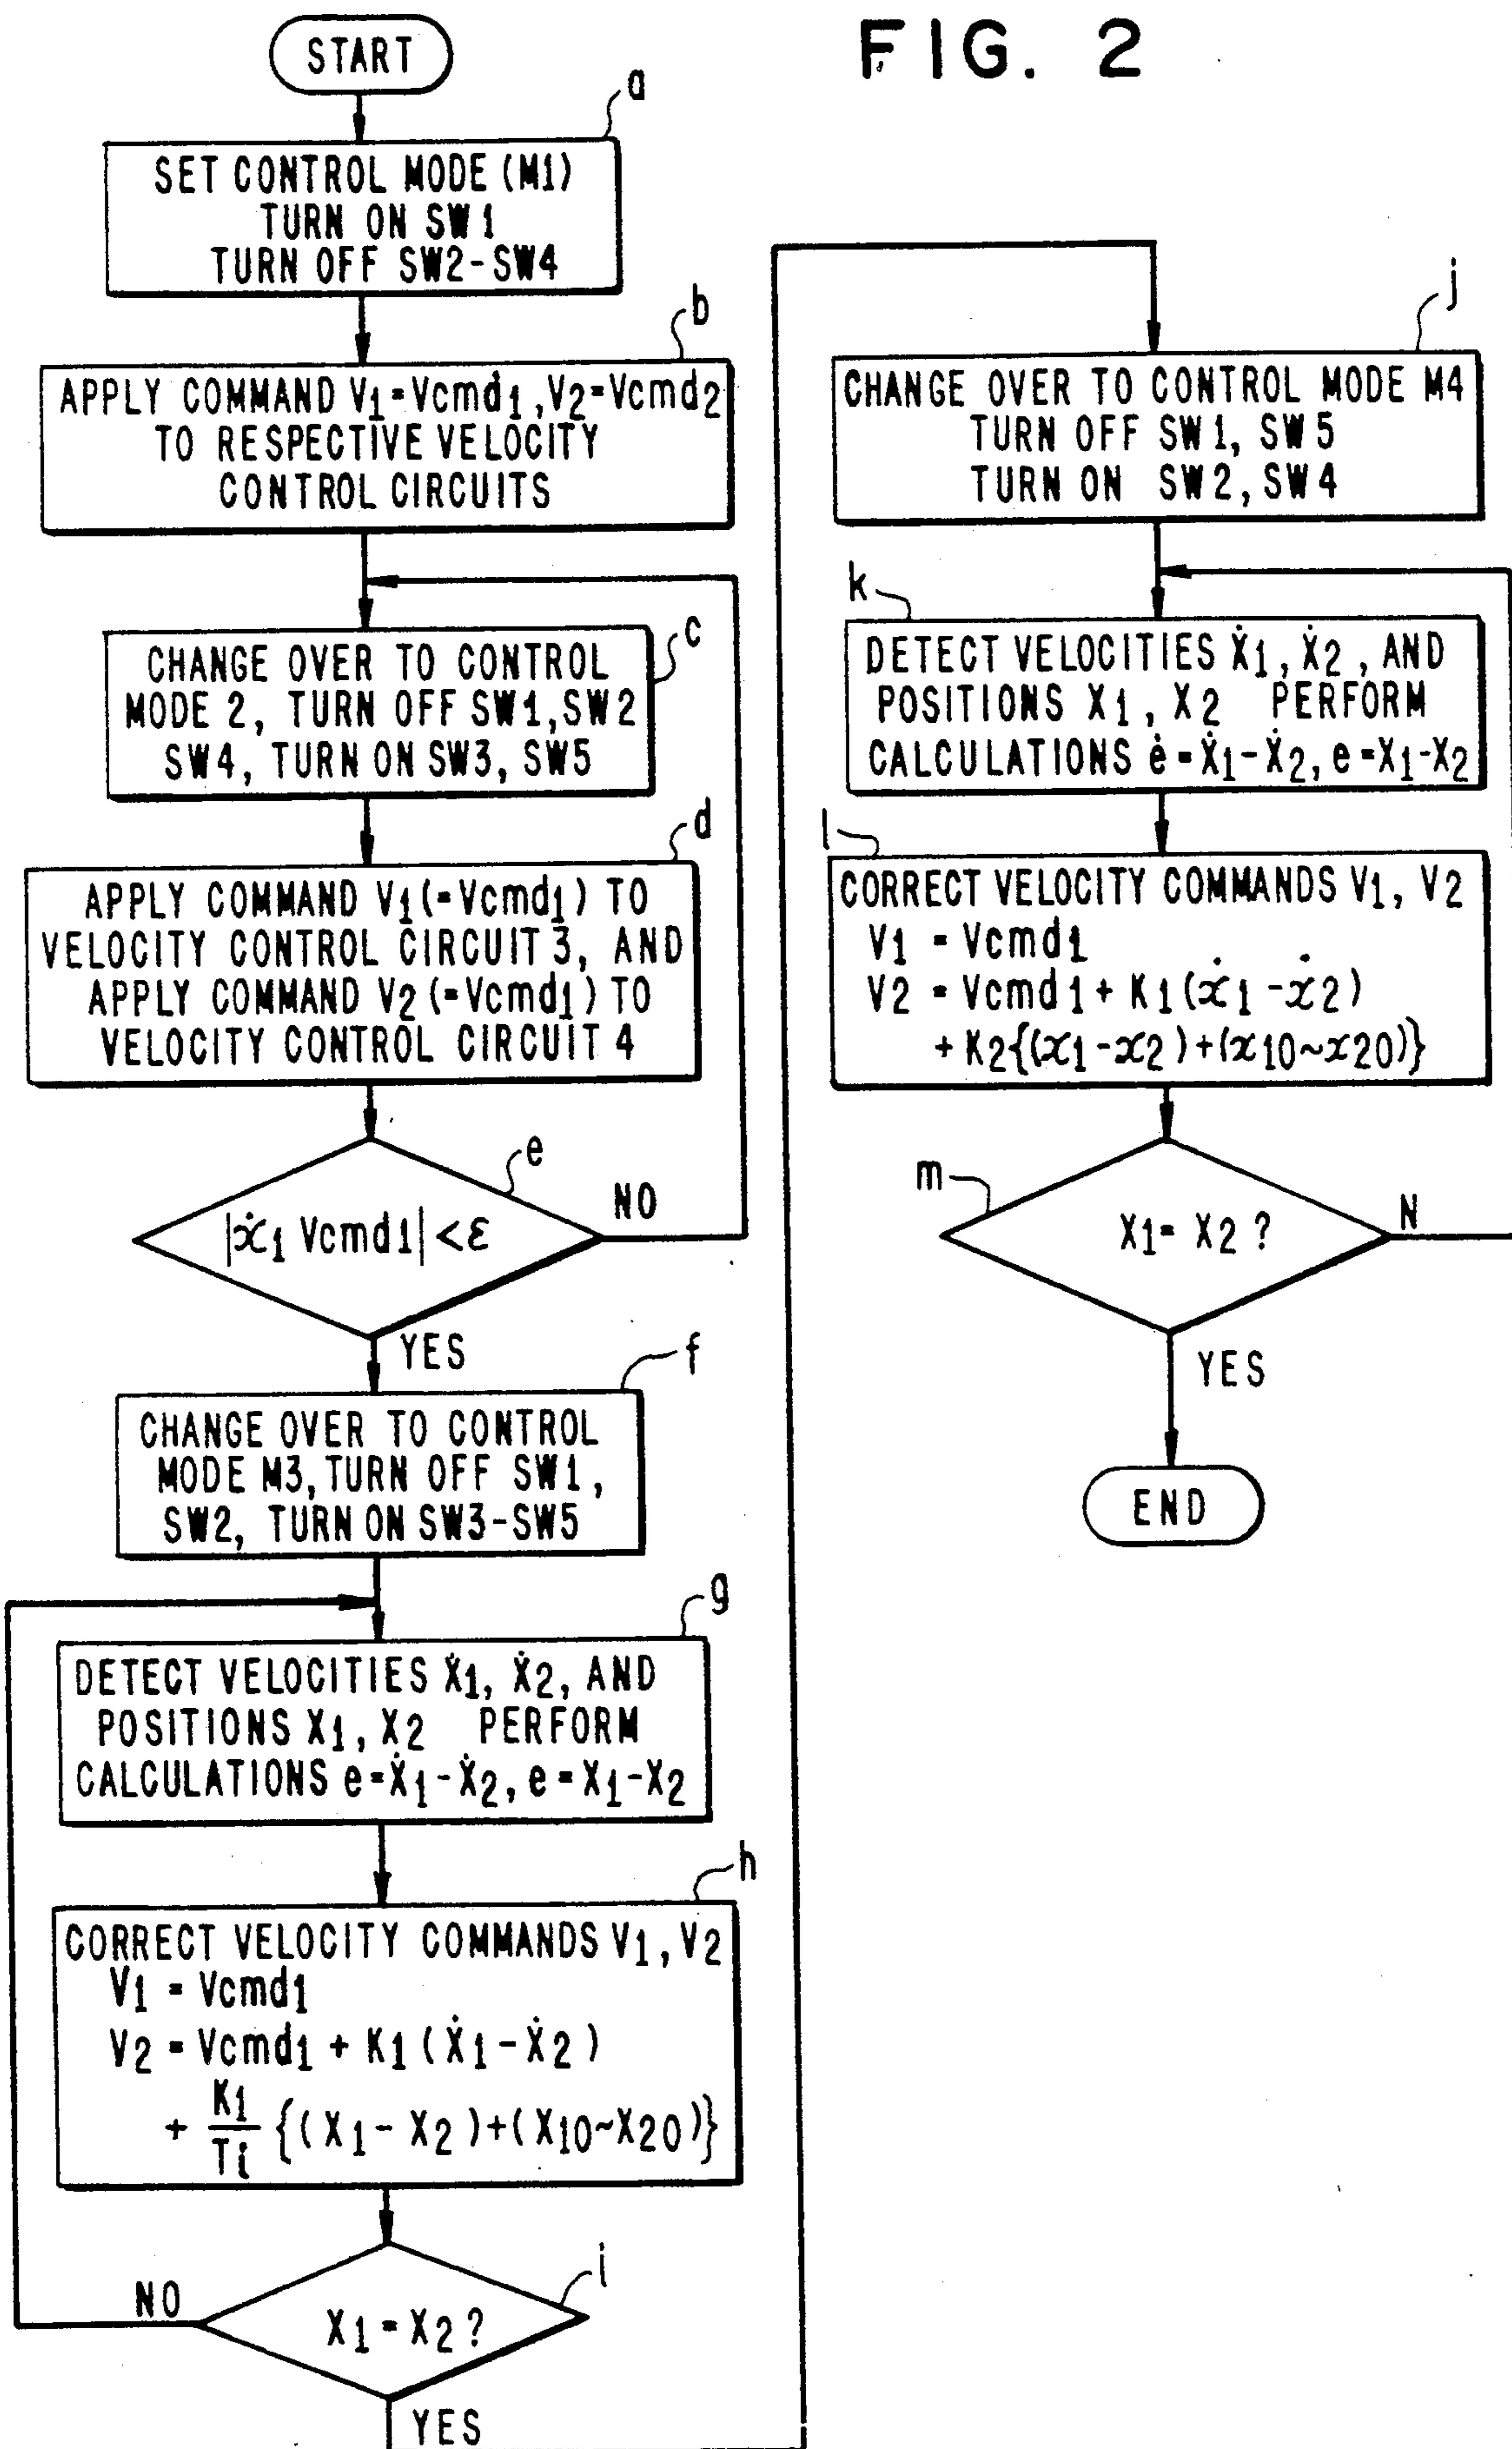 FIG. 2
START
a
SET CONTROL MODE (M1)
TURN ON SW1
TURN OFF SW2-SW4
b
APPLY COMMAND V1=Vcmd1, V2=Vcmd2
TO RESPECTIVE VELOCITY
CONTROL CIRCUITS
c
CHANGE OVER TO CONTROL
MODE 2, TURN OFF SW1, SW2
SW4, TURN ON SW3, SW5
d
APPLY COMMAND V1(=Vcmd1) TO
VELOCITY CONTROL CIRCUIT 3, AND
APPLY COMMAND V2(=Vcmd1) TO
VELOCITY CONTROL CIRCUIT 4
e
|ẋ1 Vcmd1| < ε
NO
YES
f
CHANGE OVER TO CONTROL
MODE M3, TURN OFF SW1,
SW2, TURN ON SW3-SW5
g
DETECT VELOCITIES Ẋ1, Ẋ2, AND
POSITIONS X1, X2 PERFORM
CALCULATIONS e=Ẋ1-Ẋ2, e=X1-X2
h
CORRECT VELOCITY COMMANDS V1, V2
V1 = Vcmd1
V2 = Vcmd1 + K1(Ẋ1-Ẋ2)
+ K1/Ti {(X1-X2)+(X10~X20)}
i
X1=X2?
NO
YES
j
CHANGE OVER TO CONTROL MODE M4
TURN OFF SW1, SW5
TURN ON SW2, SW4
k
DETECT VELOCITIES Ẋ1, Ẋ2, AND
POSITIONS X1, X2 PERFORM
CALCULATIONS ė=Ẋ1-Ẋ2, e=X1-X2
l
CORRECT VELOCITY COMMANDS V1, V2
V1 = Vcmd1
V2 = Vcmd1 + K1(ẋ1-ẋ2)
+ K2{(x1-x2)+(x10~x20)}
m
X1=X2?
N
YES
END